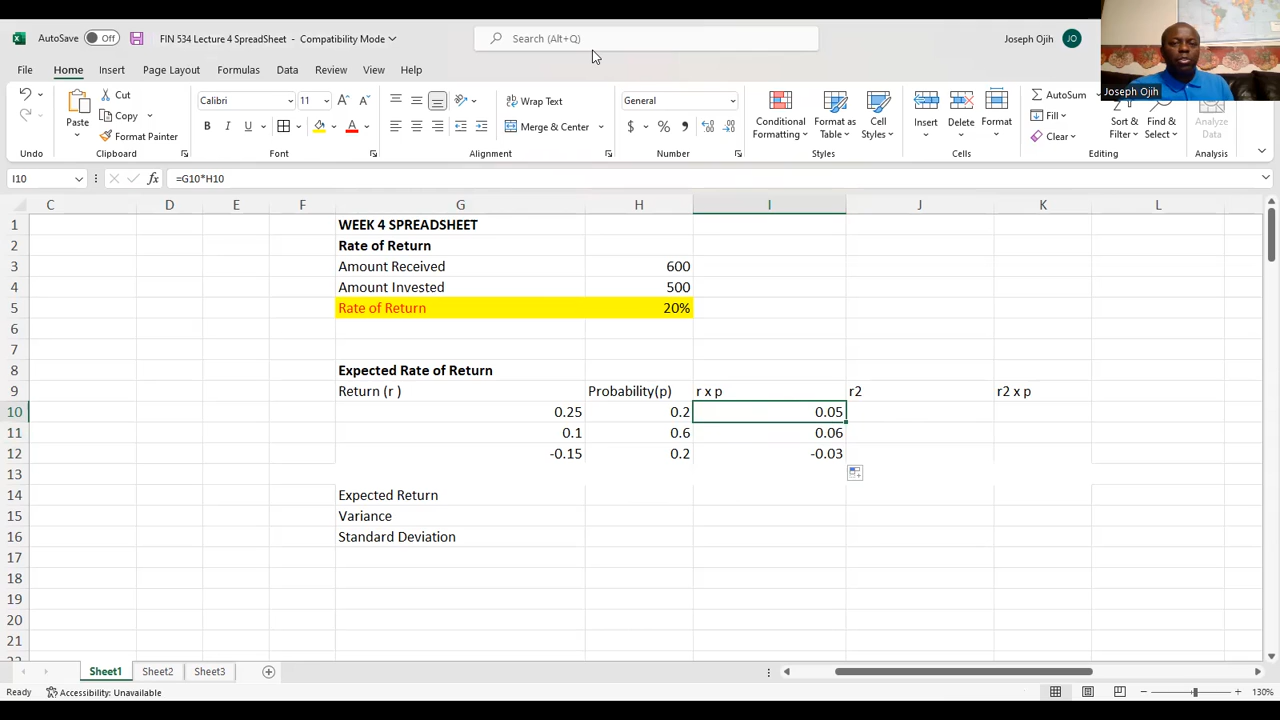 AutoSave Off FIN 534 Lecture 4 SpreadSheet - Compatibility Mode Search (Alt+Q) Joseph Ojih JO
File Home Insert Page Layout Formulas Data Review View Help
Joseph Ojih
Cut
Copy
Format Painter
Paste
Calibri 11
B I U
Wrap Text
Merge & Center
General
$ % ,
Conditional Formatting
Format as Table
Cell Styles
Insert Delete Format
AutoSum
Fill
Clear
Sort & Filter
Find & Select
Analyze Data
Undo Clipboard Font Alignment Number Styles Cells Editing Analysis
I10 fx =G10*H10
C D E F G H I J K L
1 WEEK 4 SPREADSHEET
2 Rate of Return
3 Amount Received 600
4 Amount Invested 500
5 Rate of Return 20%
6
7
8 Expected Rate of Return
9 Return (r ) Probability(p) r x p r2 r2 x p
10 0.25 0.2 0.05
11 0.1 0.6 0.06
12 -0.15 0.2 -0.03
13
14 Expected Return
15 Variance
16 Standard Deviation
17
18
19
20
21
Sheet1 Sheet2 Sheet3
Ready Accessibility: Unavailable 130%